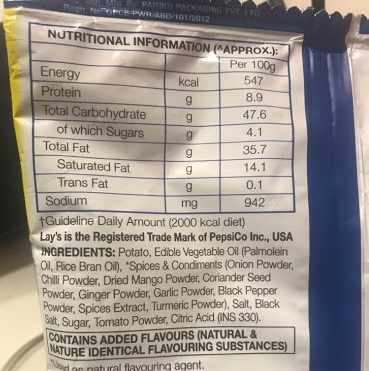 PARIKH PACKAGING PVT. LTD.
NUTRITIONAL INFORMATION (^APPROX.):
Per 100g
Energy kcal 547
Protein g 8.9
Total Carbohydrate g 47.6
of which Sugars g 4.1
Total Fat g 35.7
Saturated Fat g 14.1
Trans Fat g 0.1
Sodium mg 942
†Guideline Daily Amount (2000 kcal diet)
Lay's is the Registered Trade Mark of PepsiCo Inc., USA
INGREDIENTS: Potato, Edible Vegetable Oil (Palmolein
Oil, Rice Bran Oil), *Spices & Condiments (Onion Powder,
Chilli Powder, Dried Mango Powder, Coriander Seed
Powder, Ginger Powder, Garlic Powder, Black Pepper
Powder, Spices Extract, Turmeric Powder), Salt, Black
Salt, Sugar, Tomato Powder, Citric Acid (INS 330).
CONTAINS ADDED FLAVOURS (NATURAL &
NATURE IDENTICAL FLAVOURING SUBSTANCES)
as natural flavouring agent.